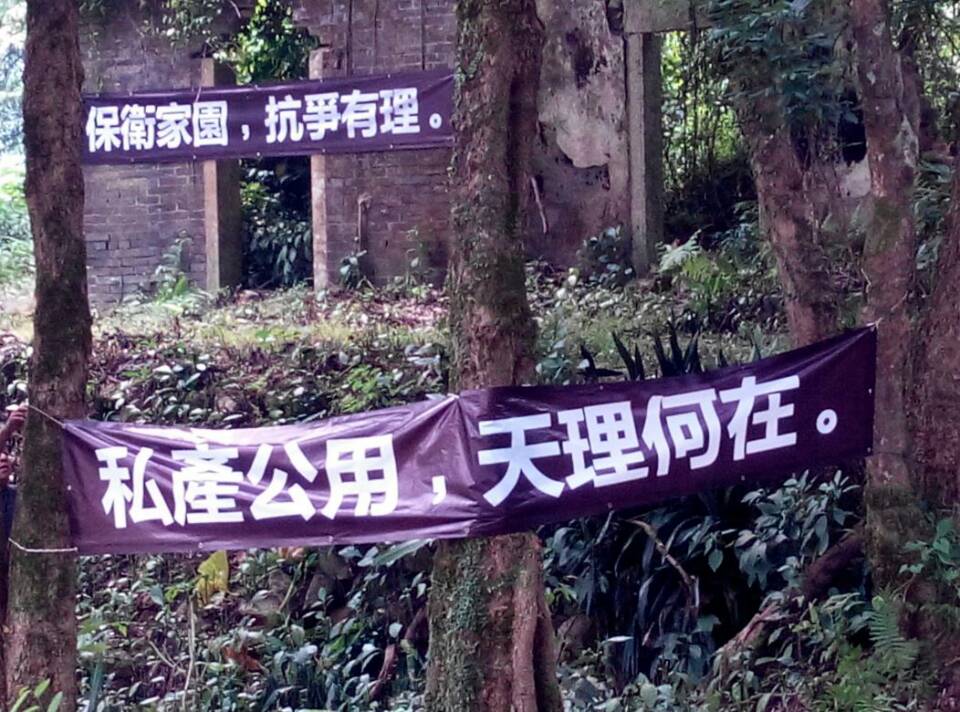 保衛家園，抗爭有理。
私產公用，天理何在。